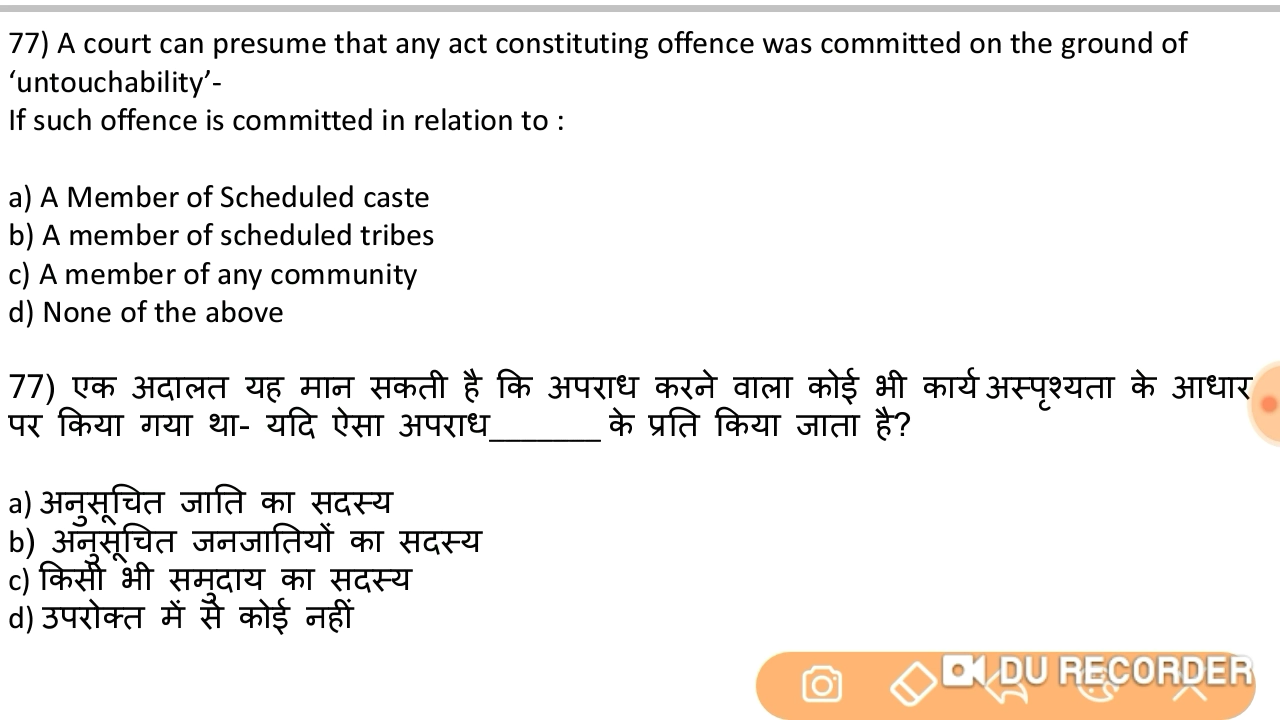 77) A court can presume that any act constituting offence was committed on the ground of
‘untouchability’-
If such offence is committed in relation to :
a) A Member of Scheduled caste
b) A member of scheduled tribes
c) A member of any community
d) None of the above
77) एक अदालत यह मान सकती है कि अपराध करने वाला कोई भी कार्य अस्पृश्यता के आधार
पर किया गया था- यदि ऐसा अपराध_______ के प्रति किया जाता है?
a) अनुसूचित जाति का सदस्य
b) अनुसूचित जनजातियों का सदस्य
c) किसी भी समुदाय का सदस्य
d) उपरोक्त में से कोई नहीं
DU RECORDER